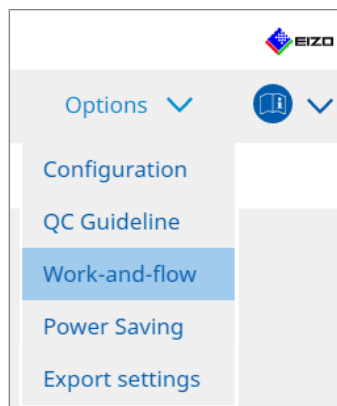 EIZO
Options
Configuration
QC Guideline
Work-and-flow
Power Saving
Export settings